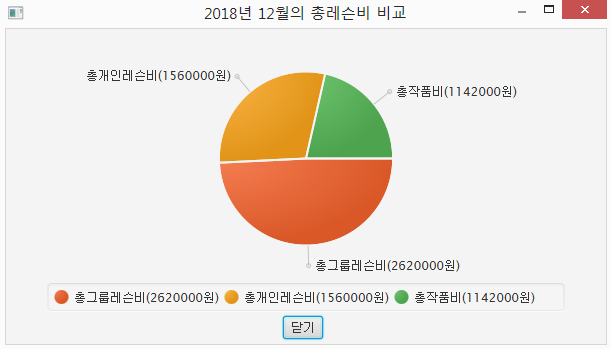 2018년 12월의 총레슨비 비교
총개인레슨비(1560000원)
총작품비(1142000원)
총그룹레슨비(2620000원)
총그룹레슨비(2620000원) 총개인레슨비(1560000원) 총작품비(1142000원)
닫기